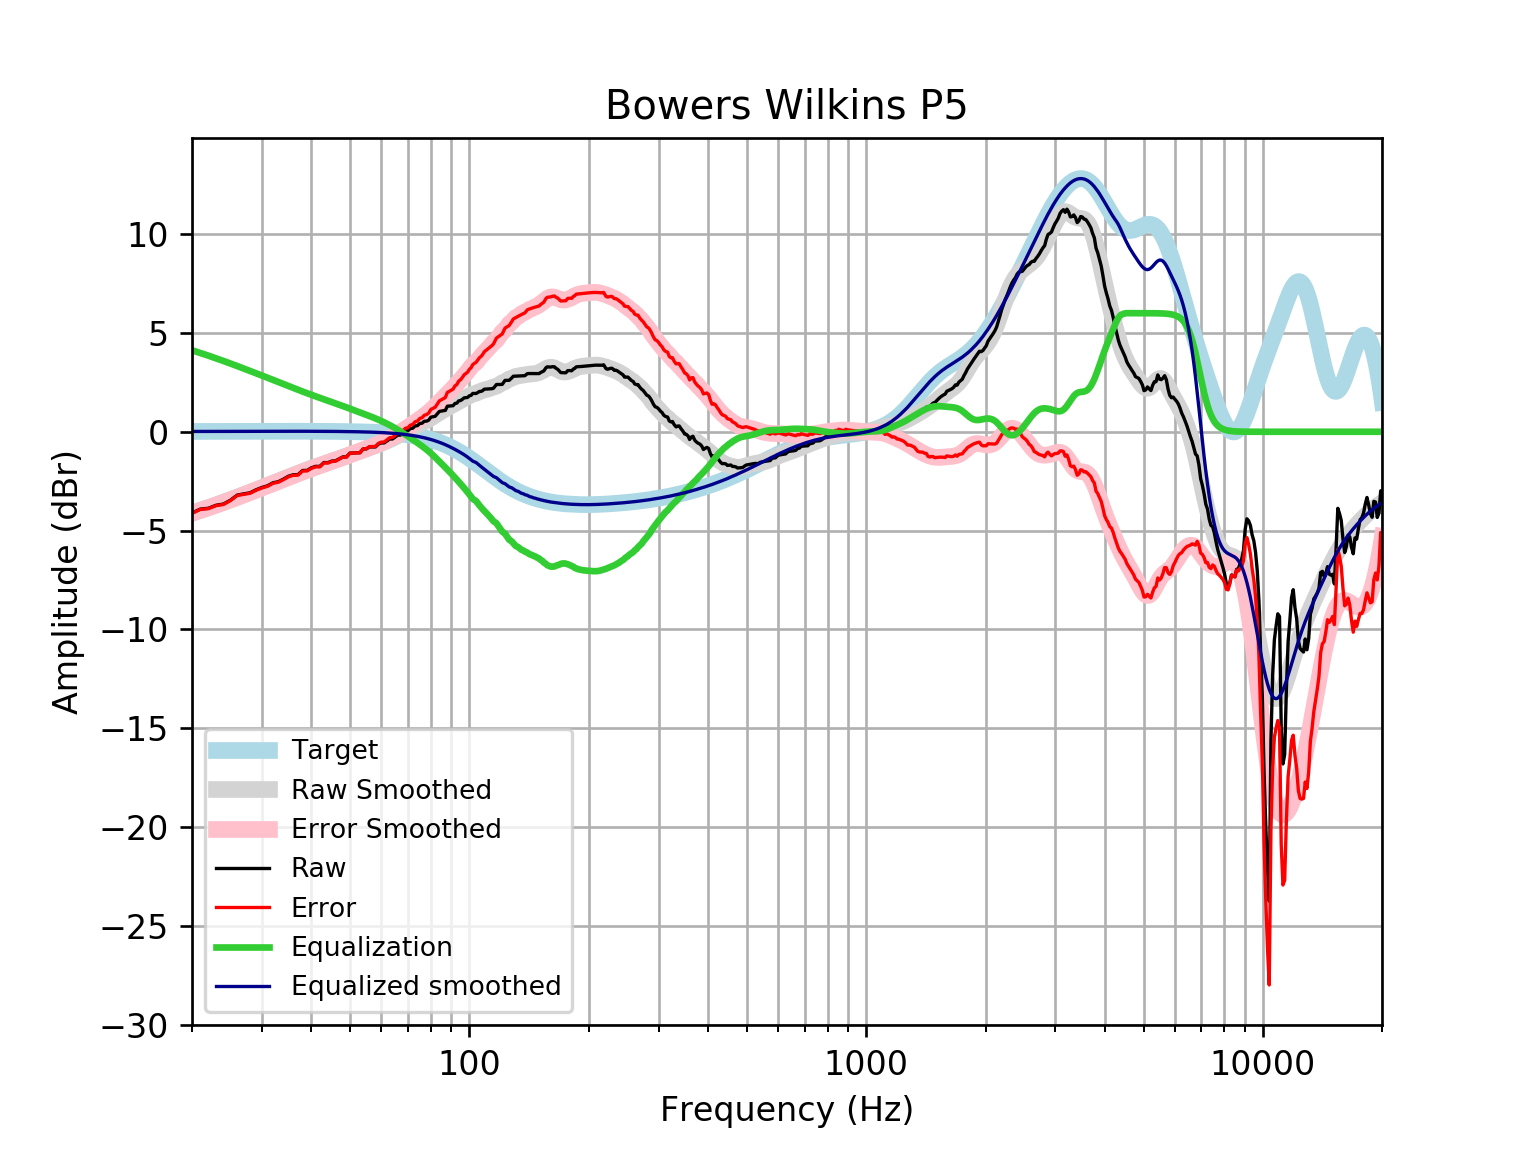 Bowers Wilkins P5
10
5
0
−5
−10
−15
−20
−25
−30
Amplitude (dBr)
Target
Raw Smoothed
Error Smoothed
Raw
Error
Equalization
Equalized smoothed
100
1000
10000
Frequency (Hz)